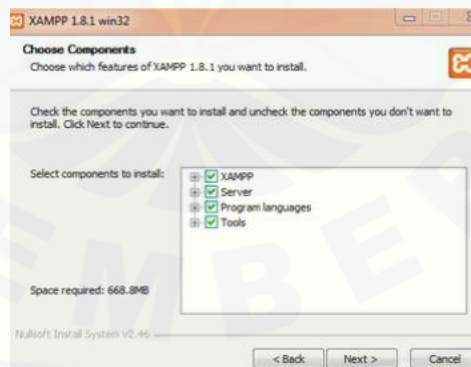 XAMPP 1.8.1 win32
Choose Components
Choose which features of XAMPP 1.8.1 you want to install.
Check the components you want to install and uncheck the components you don't want to
install. Click Next to continue.
Select components to install:
XAMPP
Server
Program languages
Tools
Space required: 668.8MB
Nullsoft Install System v2.46
< Back
Next >
Cancel